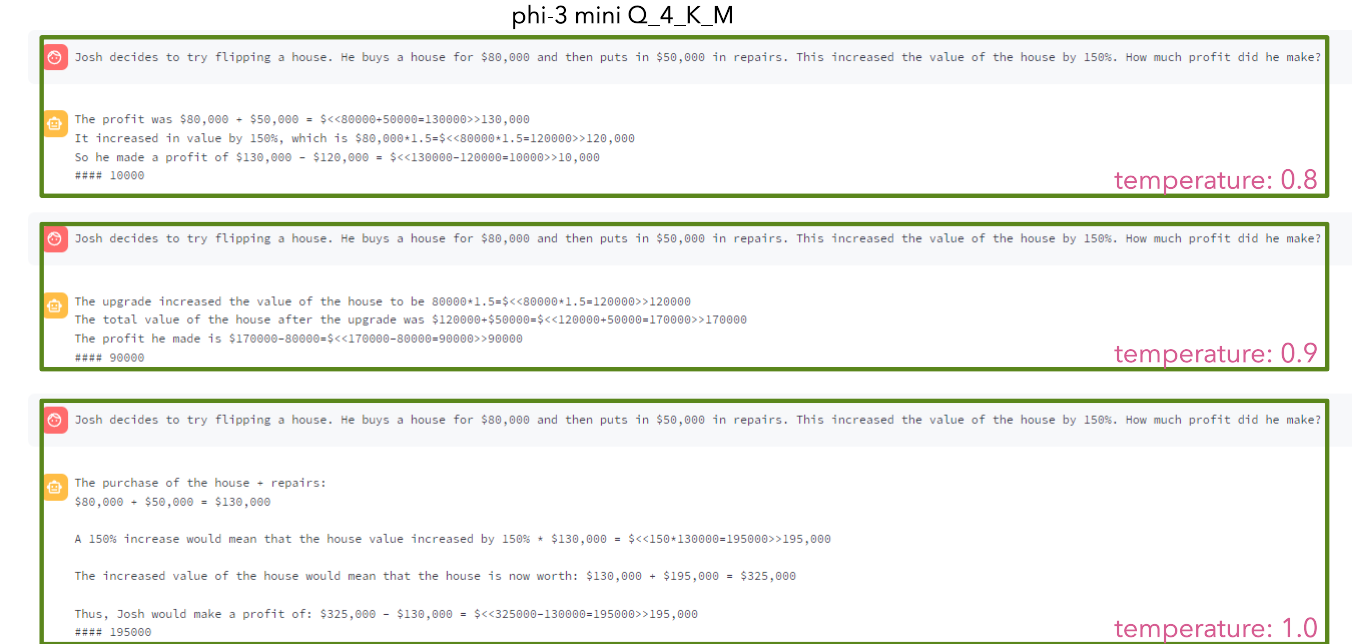 phi-3 mini Q_4_K_M
Josh decides to try flipping a house. He buys a house for $80,000 and then puts in $50,000 in repairs. This increased the value of the house by 150%. How much profit did he make?
The profit was $80,000 + $50,000 = $<<80000+50000=130000>>130,000
It increased in value by 150%, which is $80,000*1.5=$<<80000*1.5=120000>>120,000
So he made a profit of $130,000 - $120,000 = $<<130000-120000=10000>>10,000
#### 10000
temperature: 0.8
Josh decides to try flipping a house. He buys a house for $80,000 and then puts in $50,000 in repairs. This increased the value of the house by 150%. How much profit did he make?
The upgrade increased the value of the house to be 80000*1.5=$<<80000*1.5=120000>>120000
The total value of the house after the upgrade was $120000+$50000=$<<120000+50000=170000>>170000
The profit he made is $170000-80000=$<<170000-80000=90000>>90000
#### 90000
temperature: 0.9
Josh decides to try flipping a house. He buys a house for $80,000 and then puts in $50,000 in repairs. This increased the value of the house by 150%. How much profit did he make?
The purchase of the house + repairs:
$80,000 + $50,000 = $130,000
A 150% increase would mean that the house value increased by 150% * $130,000 = $<<150*130000=195000>>195,000
The increased value of the house would mean that the house is now worth: $130,000 + $195,000 = $325,000
Thus, Josh would make a profit of: $325,000 - $130,000 = $<<325000-130000=195000>>195,000
#### 195000
temperature: 1.0